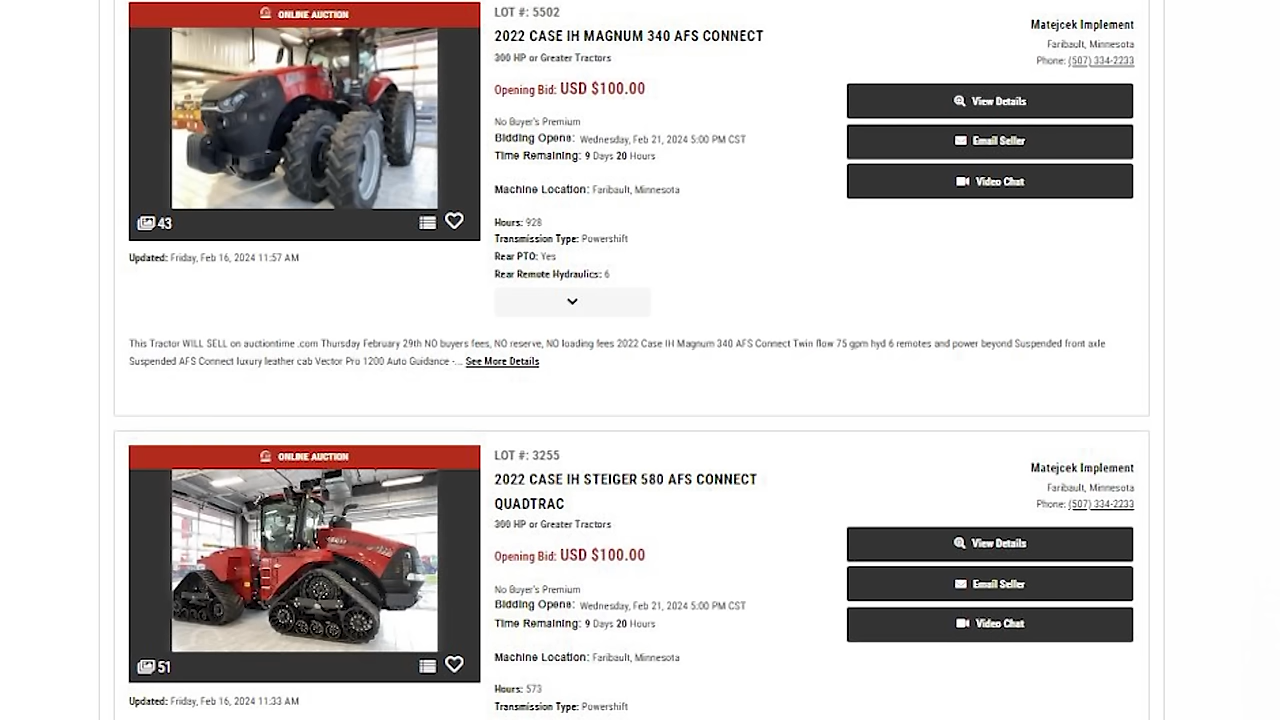 ONLINE AUCTION
LOT #: 5502
2022 CASE IH MAGNUM 340 AFS CONNECT
300 HP or Greater Tractors
Opening Bid: USD $100.00
No Buyer's Premium
Bidding Opens: Wednesday, Feb 21, 2024 5:00 PM CST
Time Remaining: 9 Days 20 Hours
Machine Location: Faribault, Minnesota
Hours: 928
Transmission Type: Powershift
Rear PTO: Yes
Rear Remote Hydraulics: 6
Matejcek Implement
Faribault, Minnesota
Phone: (507) 334-2233
View Details
Email Seller
Video Chat
43
Updated: Friday, Feb 16, 2024 11:57 AM
This Tractor WILL SELL on auctiontime .com Thursday February 29th NO buyers fees, NO reserve, NO loading fees 2022 Case IH Magnum 340 AFS Connect Twin flow 75 gpm hyd 6 remotes and power beyond Suspended front axle
Suspended AFS Connect luxury leather cab Vector Pro 1200 Auto Guidance -... See More Details
ONLINE AUCTION
LOT #: 3255
2022 CASE IH STEIGER 580 AFS CONNECT
QUADTRAC
300 HP or Greater Tractors
Opening Bid: USD $100.00
No Buyer's Premium
Bidding Opens: Wednesday, Feb 21, 2024 5:00 PM CST
Time Remaining: 9 Days 20 Hours
Machine Location: Faribault, Minnesota
Hours: 573
Transmission Type: Powershift
Matejcek Implement
Faribault, Minnesota
Phone: (507) 334-2233
View Details
Email Seller
Video Chat
51
Updated: Friday, Feb 16, 2024 11:33 AM